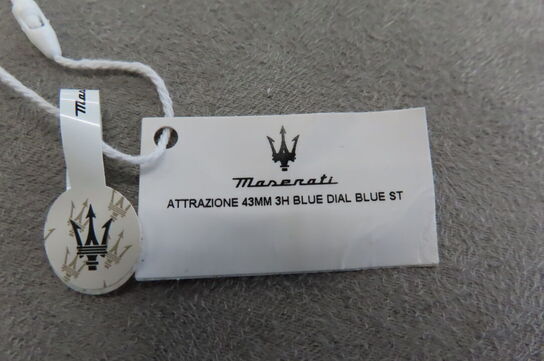 Maserati
ATTRAZIONE 43MM 3H BLUE DIAL BLUE ST